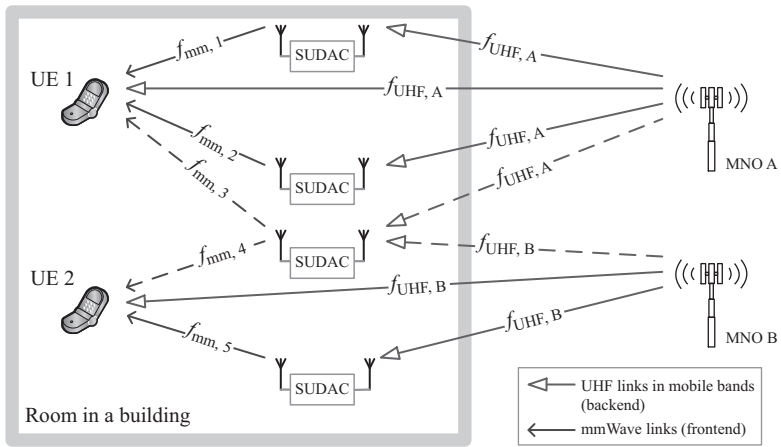 SUDAC
f_mm, 1
f_UHF, A
UE 1
f_UHF, A
f_mm, 2
f_UHF, A
MNO A
SUDAC
f_mm, 3
f_UHF, A
f_mm, 4
SUDAC
f_UHF, B
UE 2
f_UHF, B
f_UHF, B
MNO B
f_mm, 5
SUDAC
UHF links in mobile bands
(backend)
mmWave links (frontend)
Room in a building